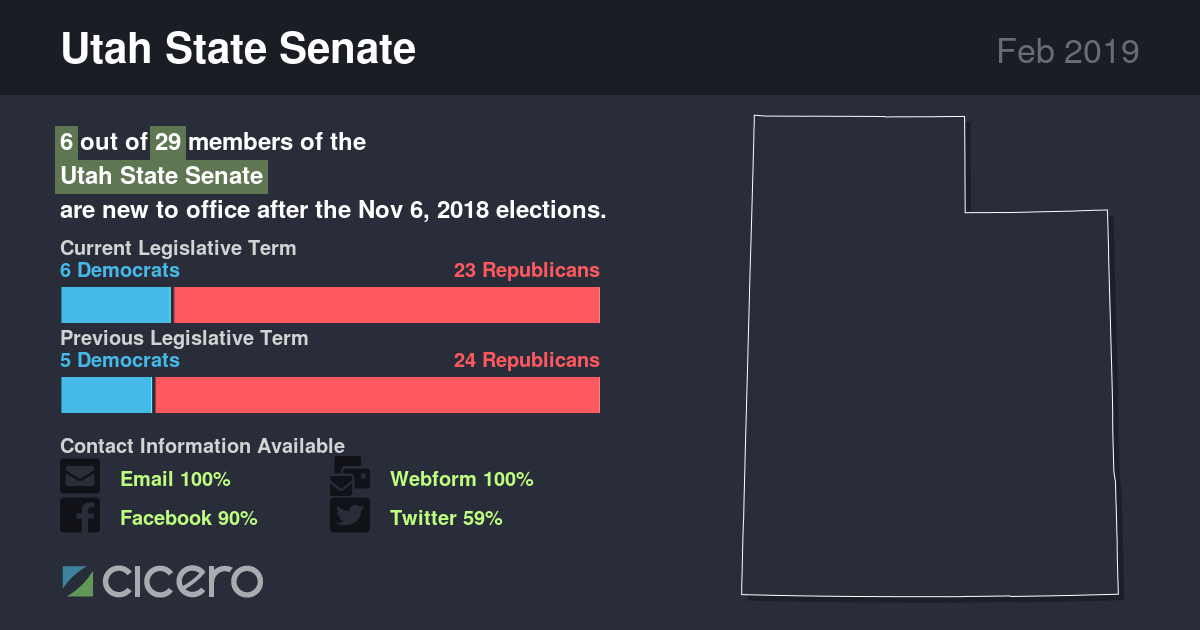 Utah State Senate
Feb 2019
6 out of 29 members of the
Utah State Senate
are new to office after the Nov 6, 2018 elections.
Current Legislative Term
6 Democrats 23 Republicans
Previous Legislative Term
5 Democrats 24 Republicans
Contact Information Available
Email 100% Webform 100%
Facebook 90% Twitter 59%
cicero